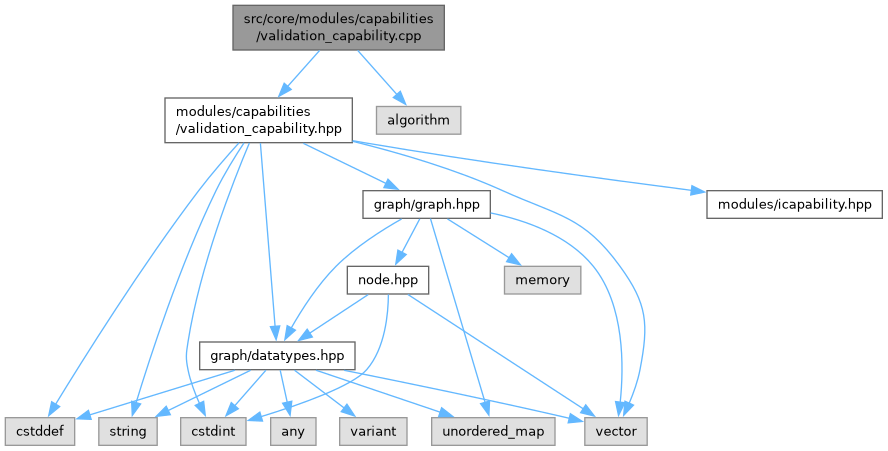 src/core/modules/capabilities
/validation_capability.cpp
modules/capabilities
/validation_capability.hpp
algorithm
graph/graph.hpp
modules/icapability.hpp
node.hpp
memory
graph/datatypes.hpp
cstddef
string
cstdint
any
variant
unordered_map
vector